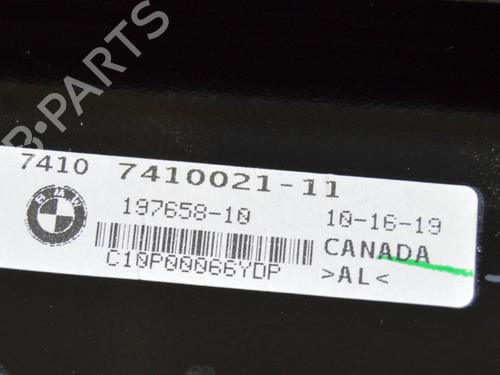 B-PARTS
7410 7410021-11
BMW
197658-10 10-16-19
C10P00066YDP CANADA
>AL<